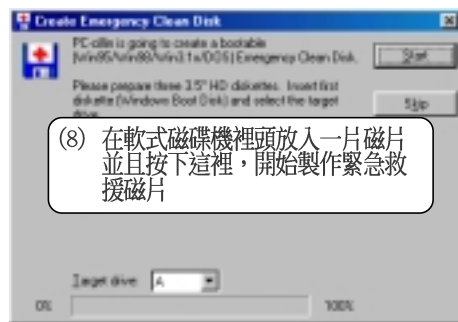 Create Emergency Clean Disk
PC-cillin is going to create a bootable
(Win95/Win98/Win3.1x/DOS) Emergency Clean Disk.
Start
Please prepare three 3.5" HD diskettes. Insert first
diskette (Windows Boot Disk) and select the target
drive.
Skip
(8) 在軟式磁碟機裡頭放入一片磁片
並且按下這裡，開始製作緊急救
援磁片
Target drive: A
0%
100%